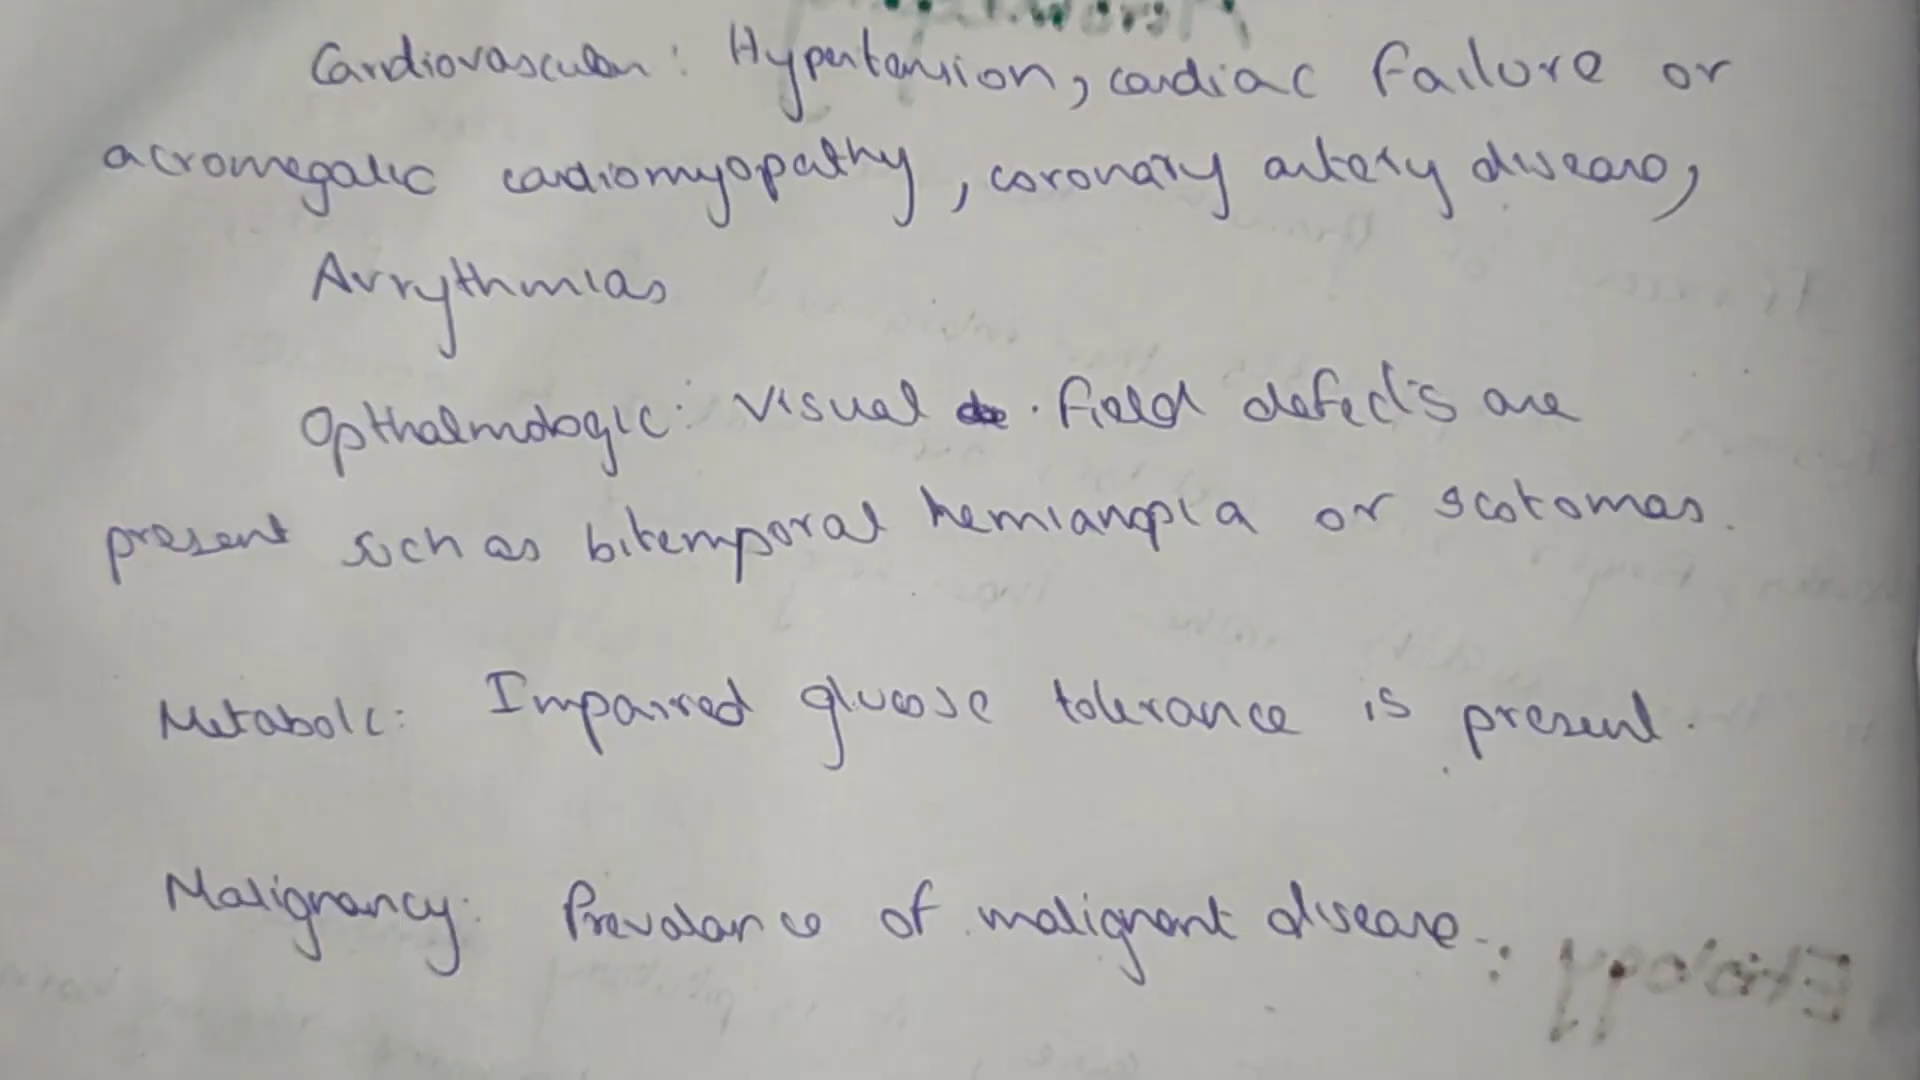 Cardiovascular: Hypertension, cardiac failure or
acromegalic cardiomyopathy, coronary artery disease,
Arrythmias
Opthalmologic: visual field defects are
present such as bitemporal hemianopia or scotomas.
Metabolc: Impaired glucose tolerance is present.
Malignancy: Prevalance of malignant disease.